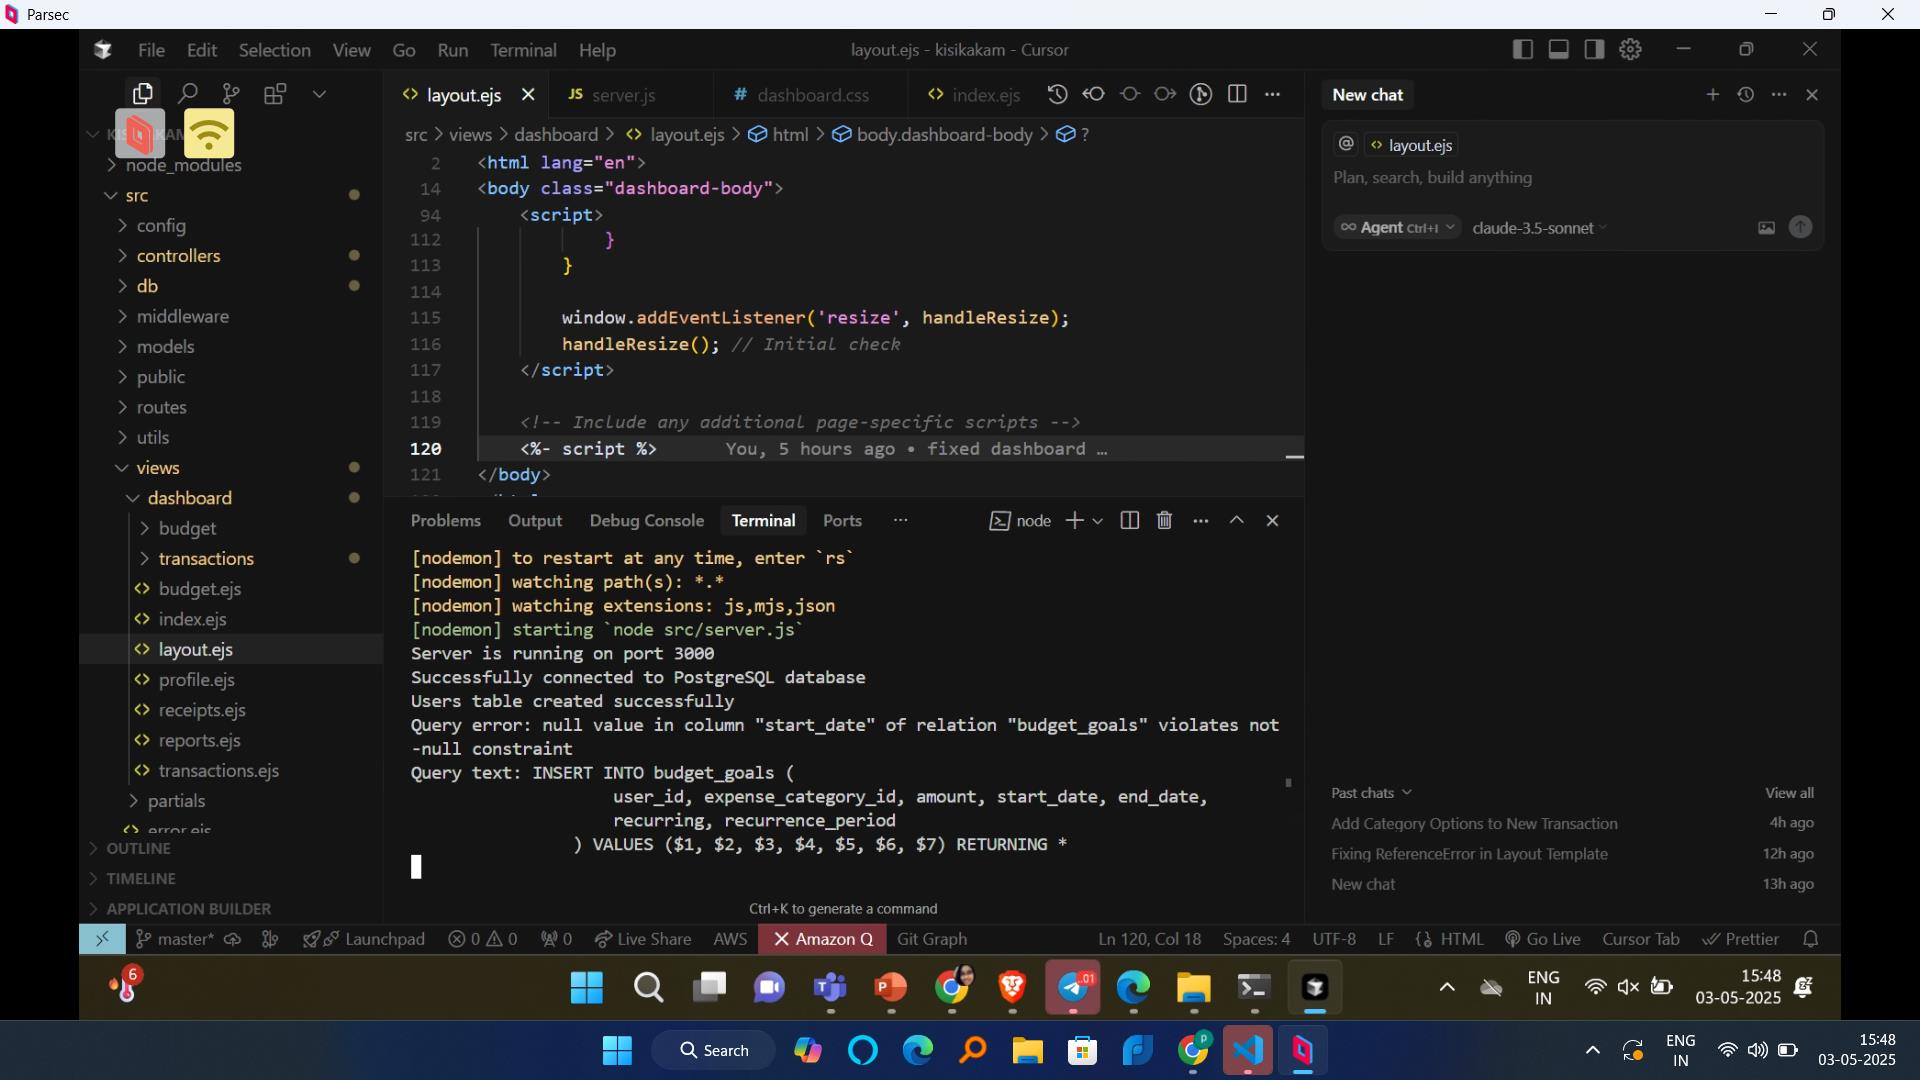 Parsec
File Edit Selection View Go Run Terminal Help
layout.ejs - kisikakam - Cursor
layout.ejs
JS server.js
# dashboard.css
index.ejs
New chat
src > views > dashboard > layout.ejs > html > body.dashboard-body > ?
node_modules
src
config
controllers
db
middleware
models
public
routes
utils
views
dashboard
budget
transactions
budget.ejs
index.ejs
layout.ejs
profile.ejs
receipts.ejs
reports.ejs
transactions.ejs
partials
error.ejs
OUTLINE
TIMELINE
APPLICATION BUILDER
2 <html lang="en">
14 <body class="dashboard-body">
94 <script>
112 }
113 }
114
115 window.addEventListener('resize', handleResize);
116 handleResize(); // Initial check
117 </script>
118
119 <!-- Include any additional page-specific scripts -->
120 <%- script %> You, 5 hours ago • fixed dashboard …
121 </body>
Problems Output Debug Console Terminal Ports ... node
[nodemon] to restart at any time, enter `rs`
[nodemon] watching path(s): *.*
[nodemon] watching extensions: js,mjs,json
[nodemon] starting `node src/server.js`
Server is running on port 3000
Successfully connected to PostgreSQL database
Users table created successfully
Query error: null value in column "start_date" of relation "budget_goals" violates not
-null constraint
Query text: INSERT INTO budget_goals (
user_id, expense_category_id, amount, start_date, end_date,
recurring, recurrence_period
) VALUES ($1, $2, $3, $4, $5, $6, $7) RETURNING *
Ctrl+K to generate a command
@ layout.ejs
Plan, search, build anything
∞ Agent Ctrl+I claude-3.5-sonnet
Past chats View all
Add Category Options to New Transaction 4h ago
Fixing ReferenceError in Layout Template 12h ago
New chat 13h ago
master* Launchpad 0 0 0 Live Share AWS Amazon Q Git Graph
Ln 120, Col 18 Spaces: 4 UTF-8 LF HTML Go Live Cursor Tab Prettier
6
.01
ENG
IN
15:48
03-05-2025
Search
P
ENG
IN
15:48
03-05-2025